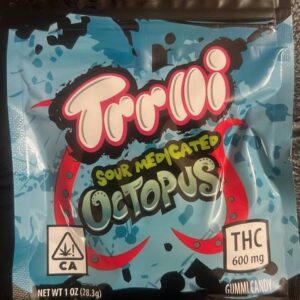 Trrlli
SOUR MEDICATED
OCTOPUS
!
CA
THC
600 mg
NET WT 1 OZ (28.3g)
GUMMI CANDY